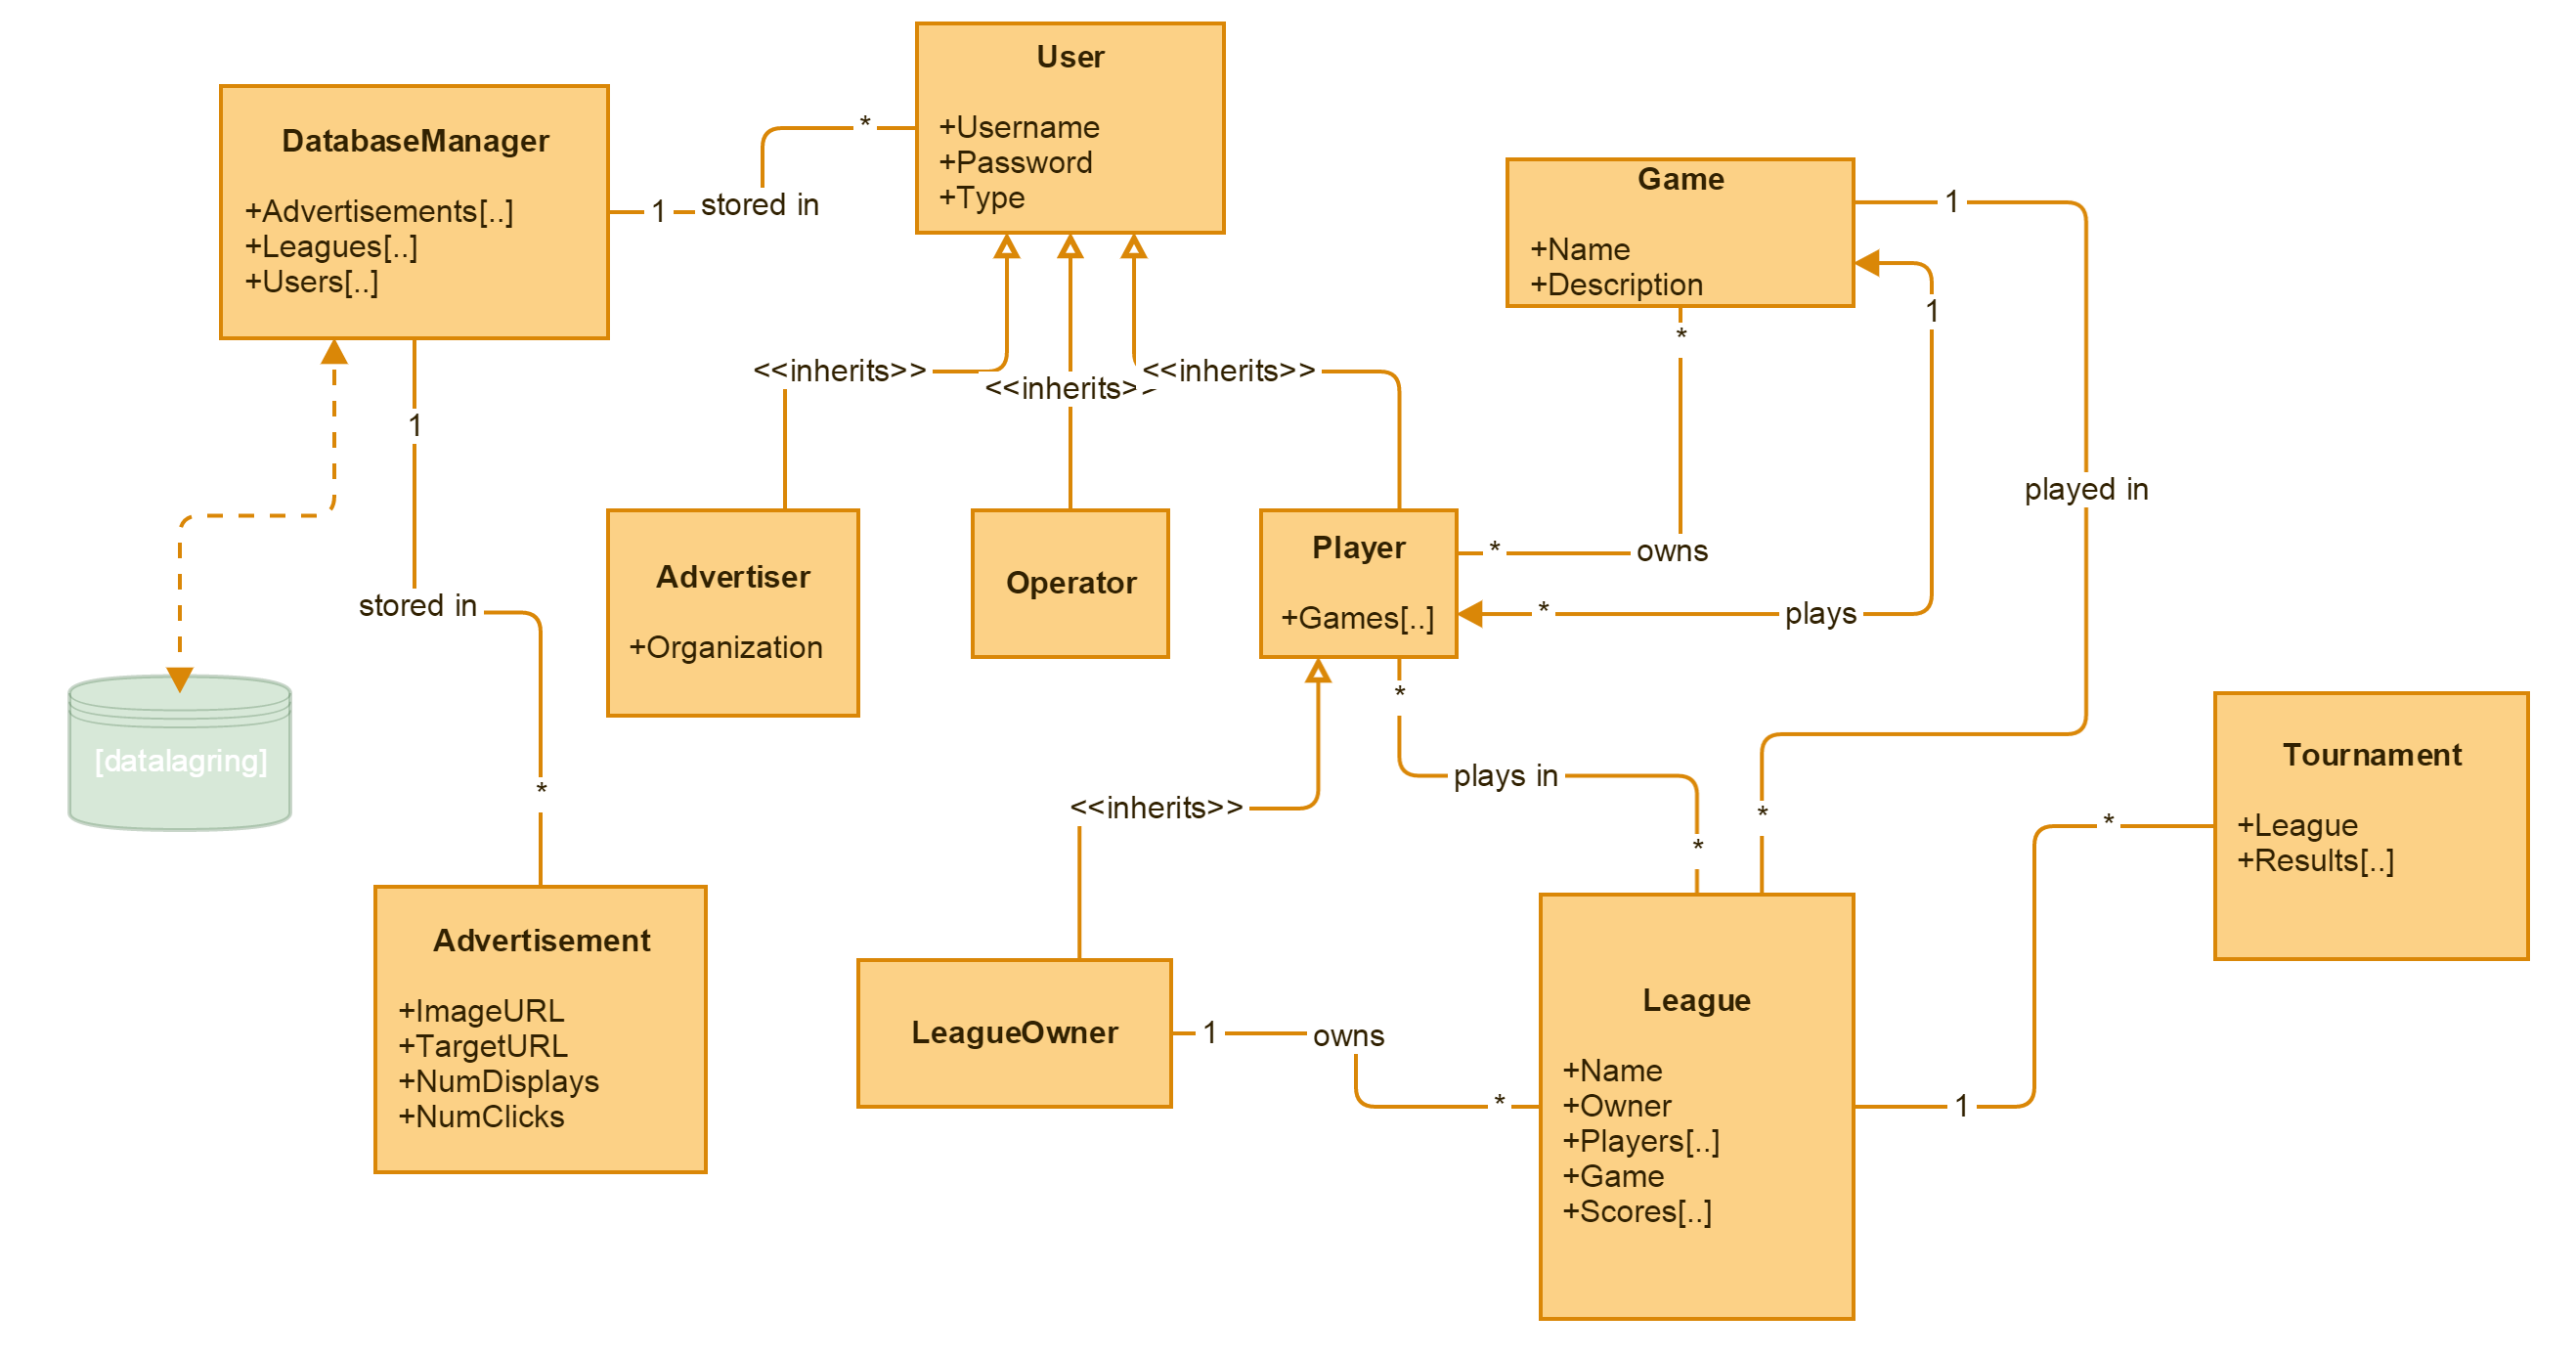 User
+Username
+Password
+Type
DatabaseManager
+Advertisements[..]
+Leagues[..]
+Users[..]
*
1
stored in
Game
+Name
+Description
1
*
1
<<inherits>>
<<inherits>>
<<inherits>>
1
played in
stored in
Advertiser
+Organization
Operator
Player
+Games[..]
*
owns
*
plays
*
plays in
*
*
[datalagring]
*
<<inherits>>
Tournament
+League
+Results[..]
*
Advertisement
+ImageURL
+TargetURL
+NumDisplays
+NumClicks
LeagueOwner
1
owns
*
League
+Name
+Owner
+Players[..]
+Game
+Scores[..]
1